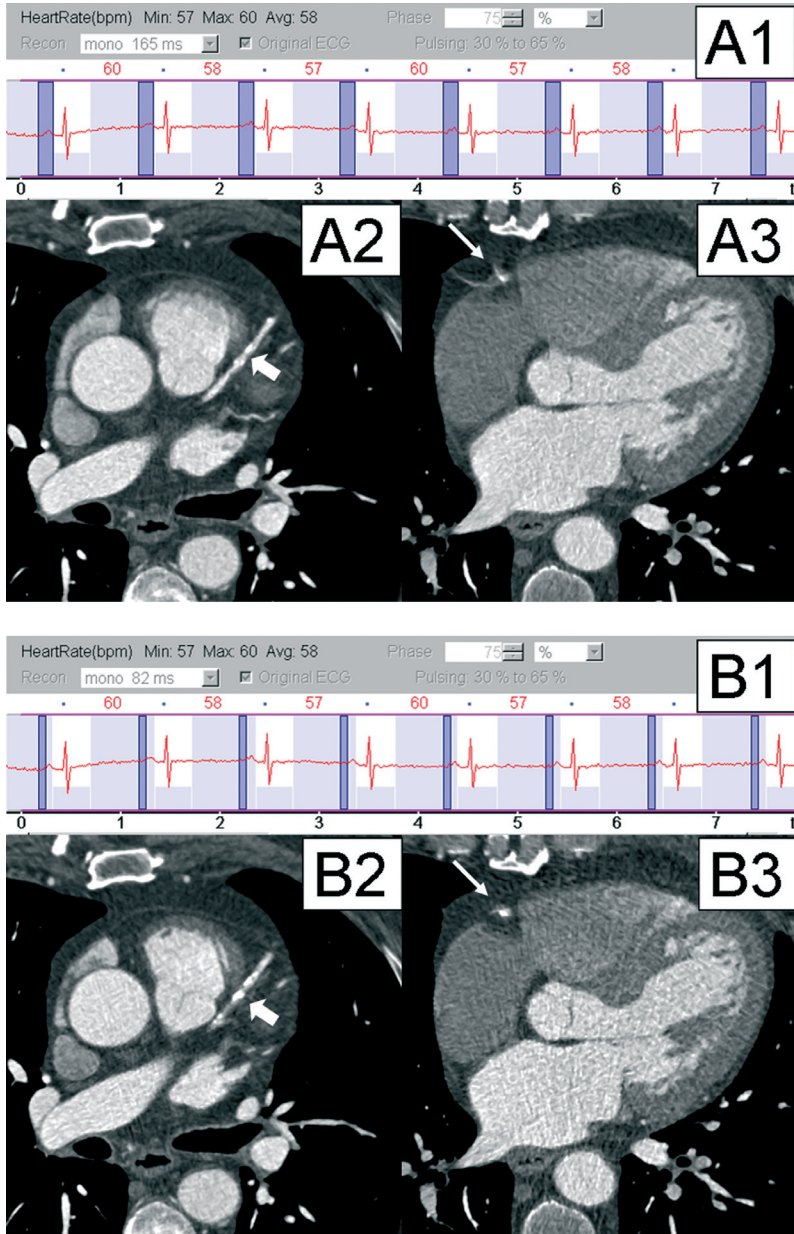 HeartRate(bpm) Min: 57 Max: 60 Avg: 58 Phase 75 %
Recon mono 165 ms Original ECG Pulsing: 30 % to 65 %
A1
60 58 57 60 57 58
0 1 2 3 4 5 6 7
A2 A3
HeartRate(bpm) Min: 57 Max: 60 Avg: 58 Phase 75 %
Recon mono 82 ms Original ECG Pulsing: 30 % to 65 %
B1
60 58 57 60 57 58
0 1 2 3 4 5 6 7 t
B2 B3